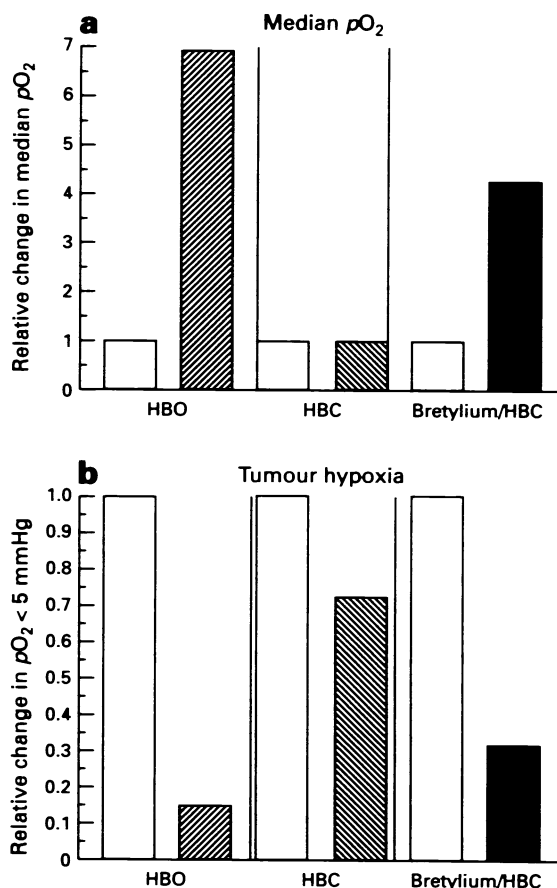 a
Median pO2
Relative change in median pO2
7
6
5
4
3
2
1
0
HBO
HBC
Bretylium/HBC
b
Tumour hypoxia
Relative change in pO2 < 5 mmHg
1.0
0.9
0.8
0.7
0.6
0.5
0.4
0.3
0.2
0.1
0
HBO
HBC
Bretylium/HBC